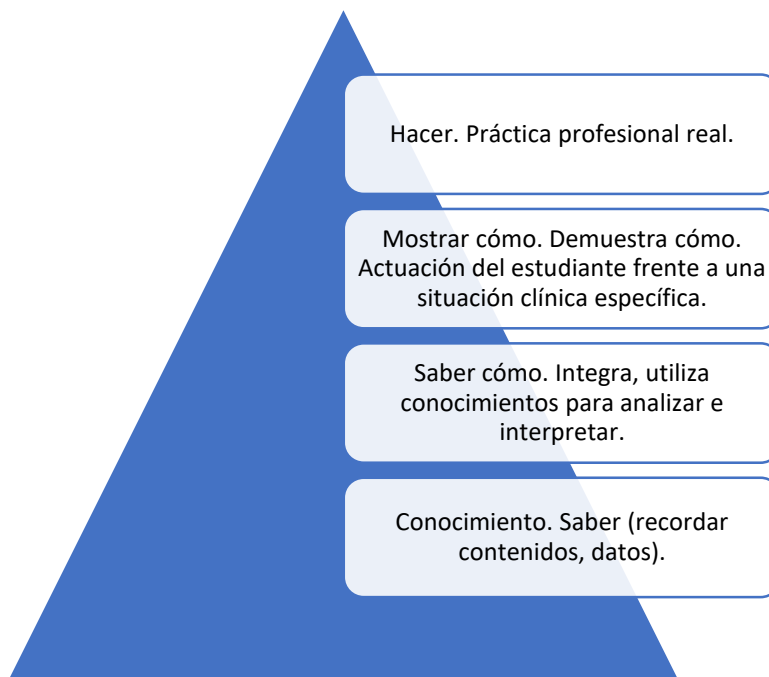 Hacer. Práctica profesional real.
Mostrar cómo. Demuestra cómo.
Actuación del estudiante frente a una
situación clínica específica.
Saber cómo. Integra, utiliza
conocimientos para analizar e
interpretar.
Conocimiento. Saber (recordar
contenidos, datos).